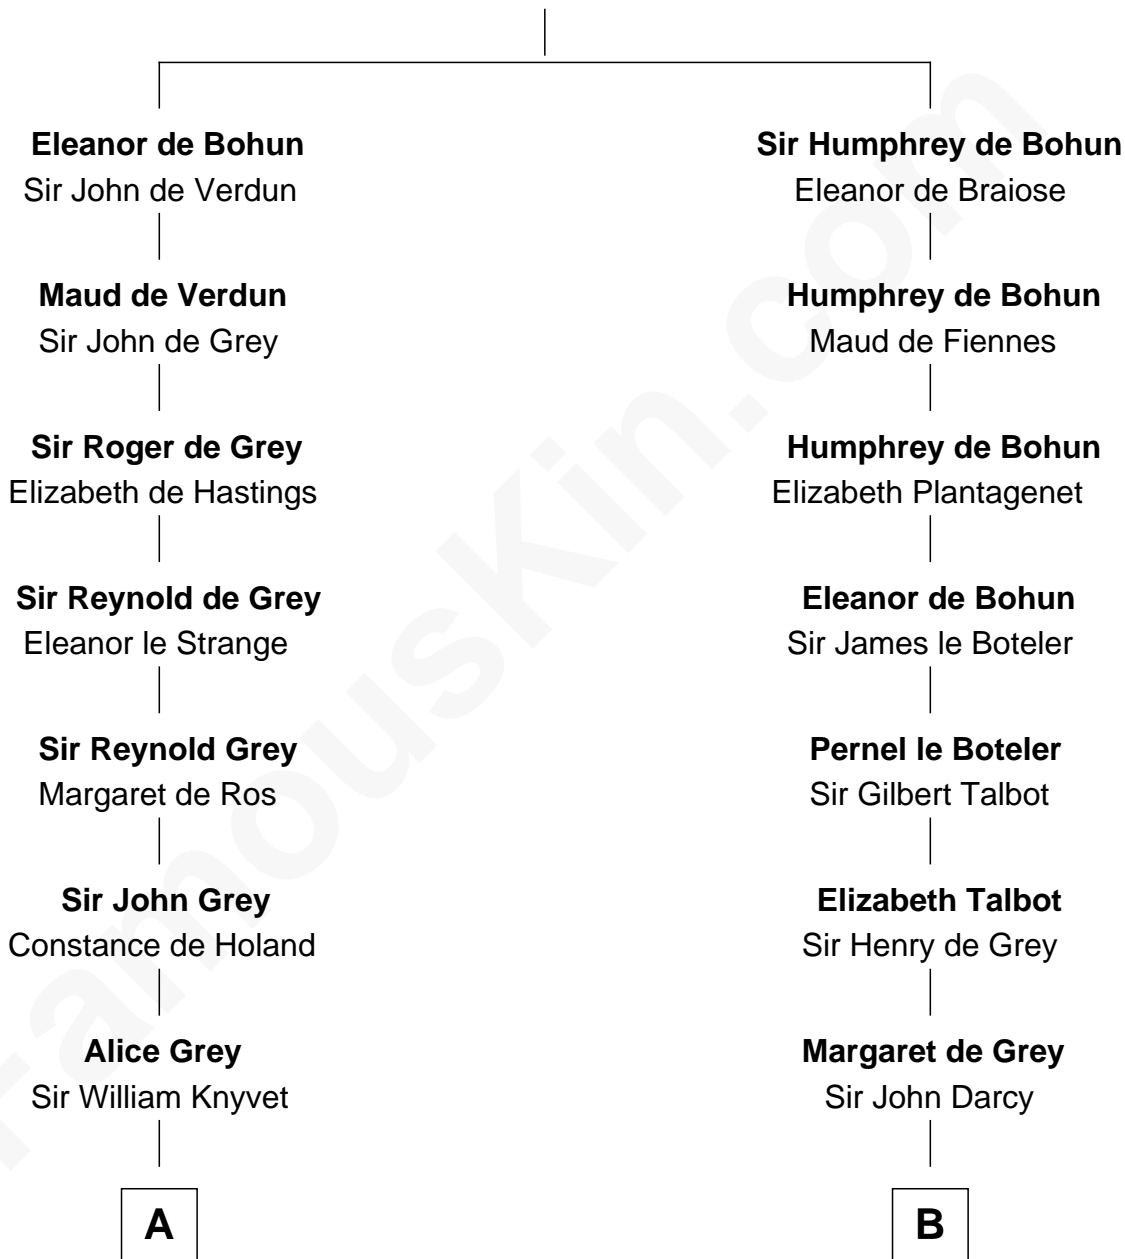 Eleanor de Bohun
Sir John de Verdun
Maud de Verdun
Sir John de Grey
Sir Roger de Grey
Elizabeth de Hastings
Sir Reynold de Grey
Eleanor le Strange
Sir Reynold Grey
Margaret de Ros
Sir John Grey
Constance de Holand
Alice Grey
Sir William Knyvet
A
Sir Humphrey de Bohun
Eleanor de Braiose
Humphrey de Bohun
Maud de Fiennes
Humphrey de Bohun
Elizabeth Plantagenet
Eleanor de Bohun
Sir James le Boteler
Pernel le Boteler
Sir Gilbert Talbot
Elizabeth Talbot
Sir Henry de Grey
Margaret de Grey
Sir John Darcy
B
FamousKin.com